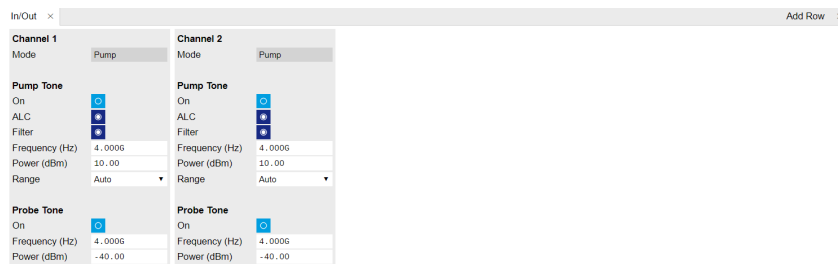 In/Out × Add Row
Channel 1 Channel 2
Mode Pump Mode Pump
Pump Tone Pump Tone
On On
ALC ALC
Filter Filter
Frequency (Hz) 4.000G Frequency (Hz) 4.000G
Power (dBm) 10.00 Power (dBm) 10.00
Range Auto Range Auto
Probe Tone Probe Tone
On On
Frequency (Hz) 4.000G Frequency (Hz) 4.000G
Power (dBm) -40.00 Power (dBm) -40.00